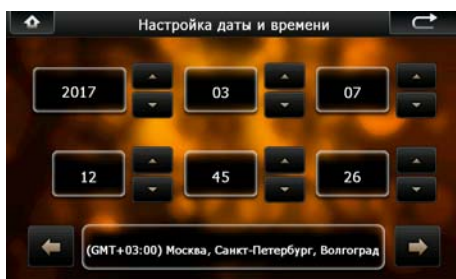 Настройка даты и времени
2017 03 07
12 45 26
(GMT+03:00) Москва, Санкт-Петербург, Волгоград